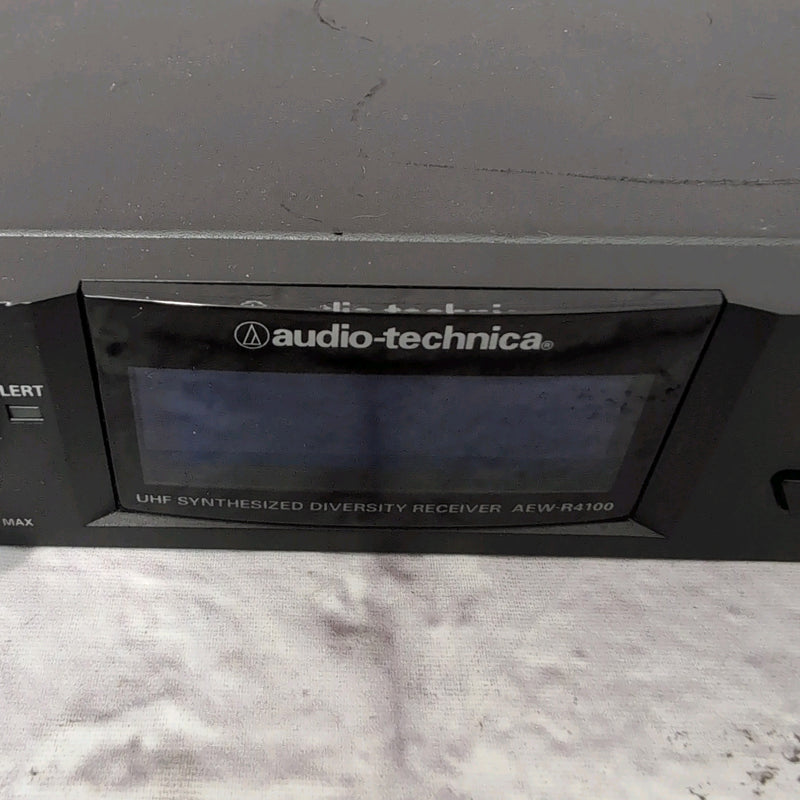 audio-technica®
LERT
UHF SYNTHESIZED DIVERSITY RECEIVER AEW-R4100
MAX